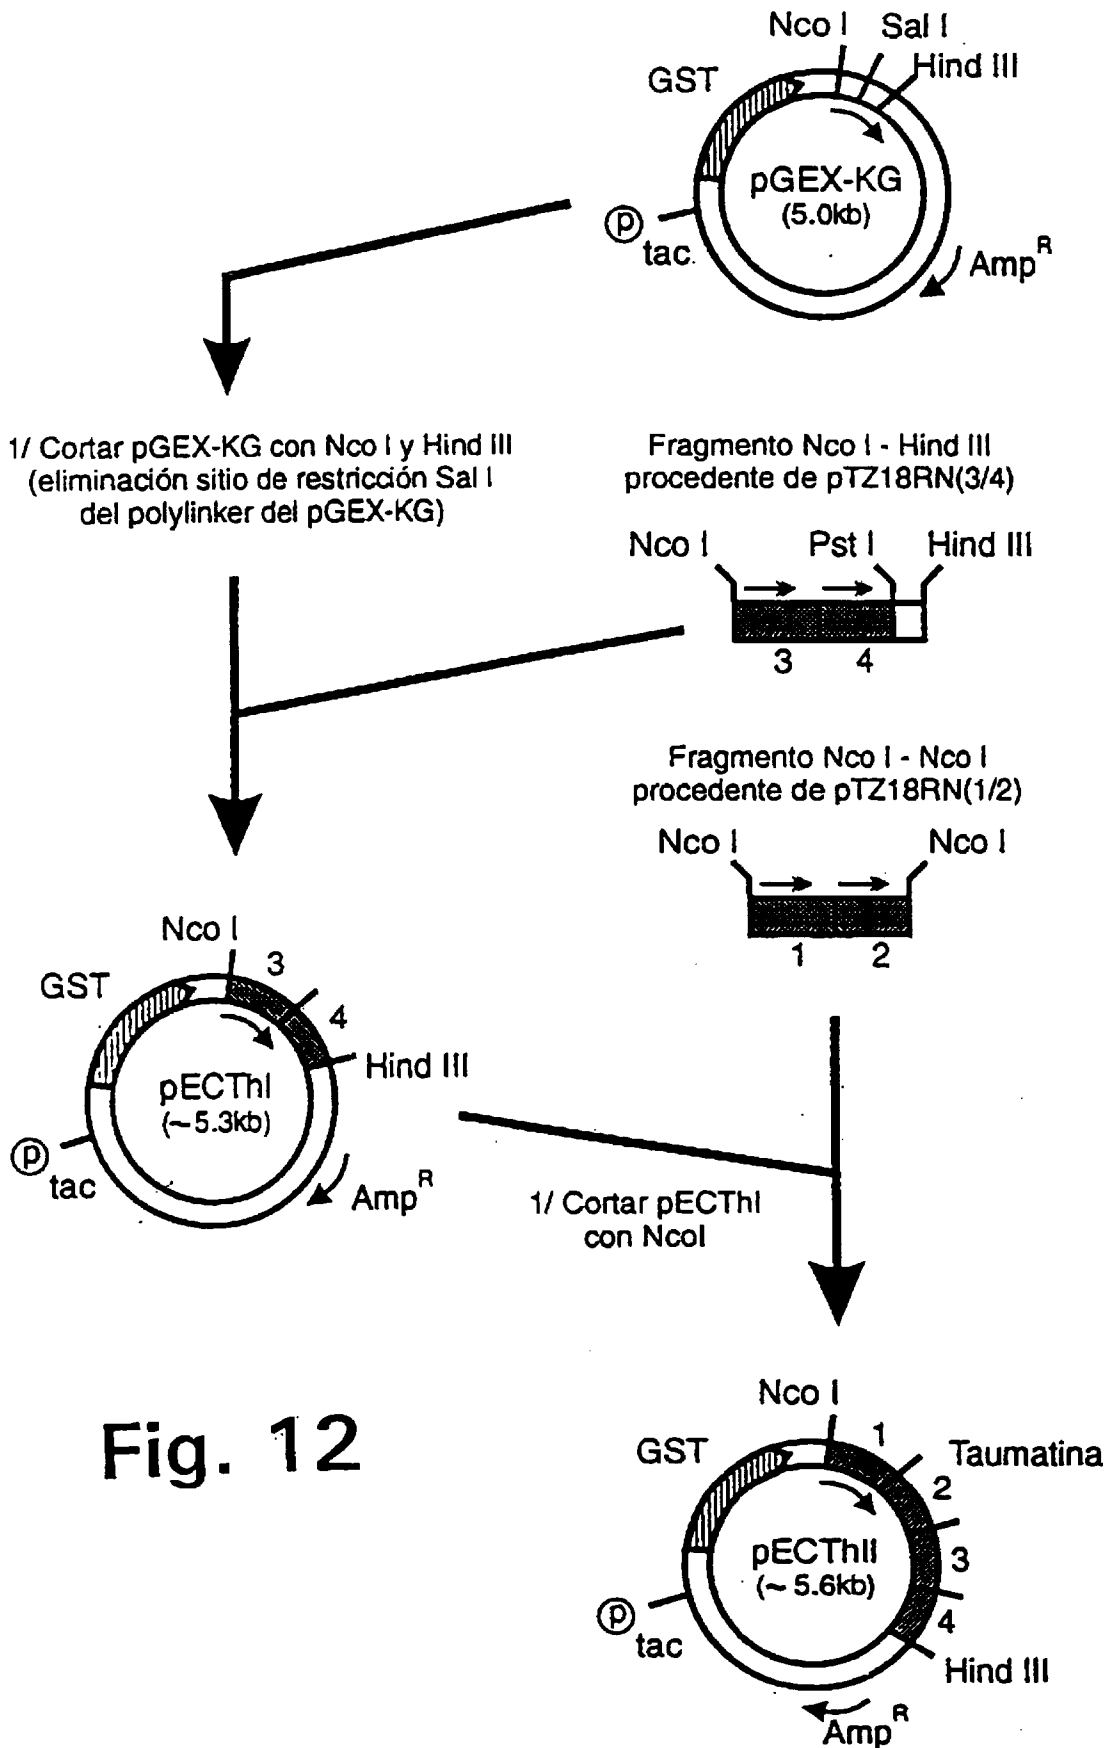 Nco I Sal I
Hind III
GST
pGEX-KG
(5.0kb)
P tac
Amp^R
1/ Cortar pGEX-KG con Nco I y Hind III
(eliminación sitio de restricción Sal I
del polylinker del pGEX-KG)
Fragmento Nco I - Hind III
procedente de pTZ18RN(3/4)
Nco I Pst I Hind III
3 4
Fragmento Nco I - Nco I
procedente de pTZ18RN(1/2)
Nco I Nco I
1 2
Nco I
3
GST
4
Hind III
pECThI
(~5.3kb)
P tac
Amp^R
1/ Cortar pECThI
con NcoI
Fig. 12
Nco I
1
GST
Taumatina
2
pECThII
(~ 5.6kb)
3
P tac
4
Hind III
Amp^R